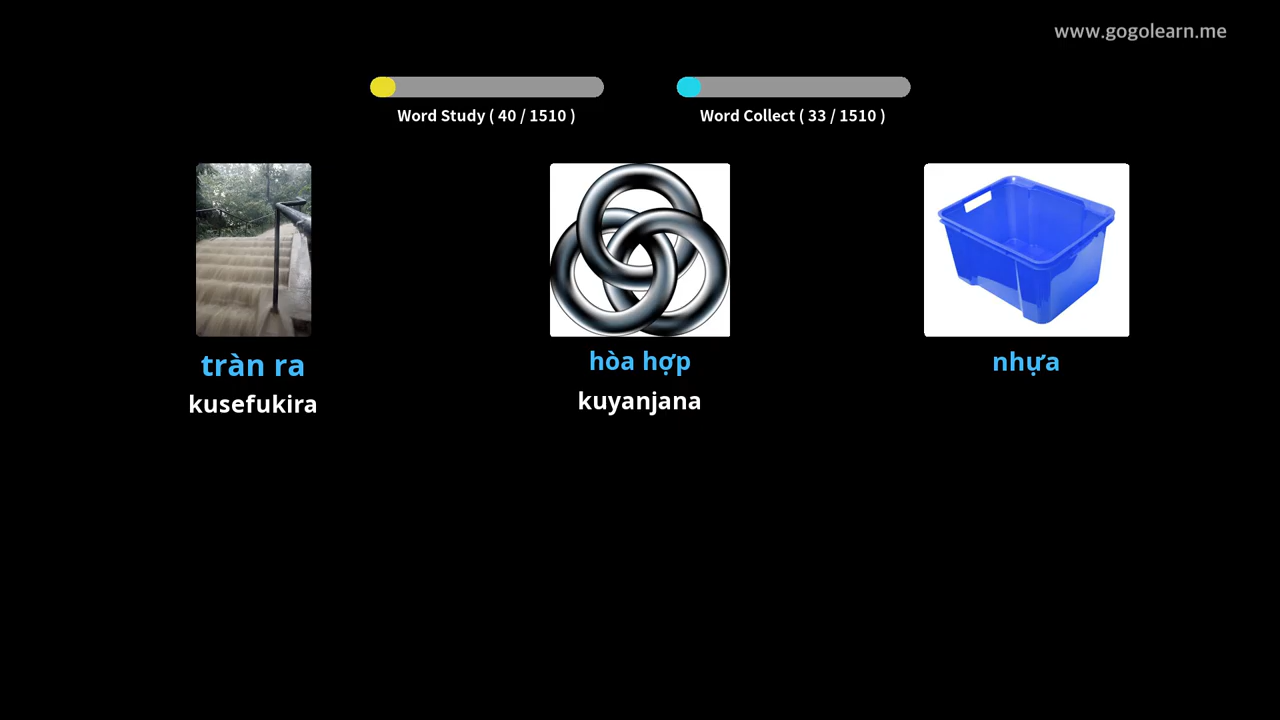 www.gogolearn.me
Word Study ( 40 / 1510 )
Word Collect ( 33 / 1510 )
tràn ra
kusefukira
hòa hợp
kuyanjana
nhựa